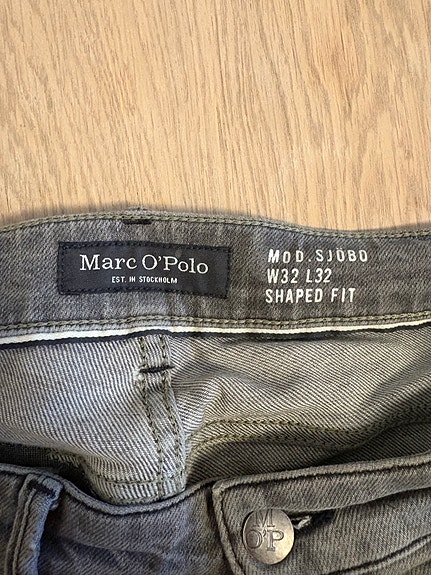 Marc O'Polo
EST. IN STOCKHOLM
MOD. SJÖBO
W32 L32
SHAPED FIT
M
O'P